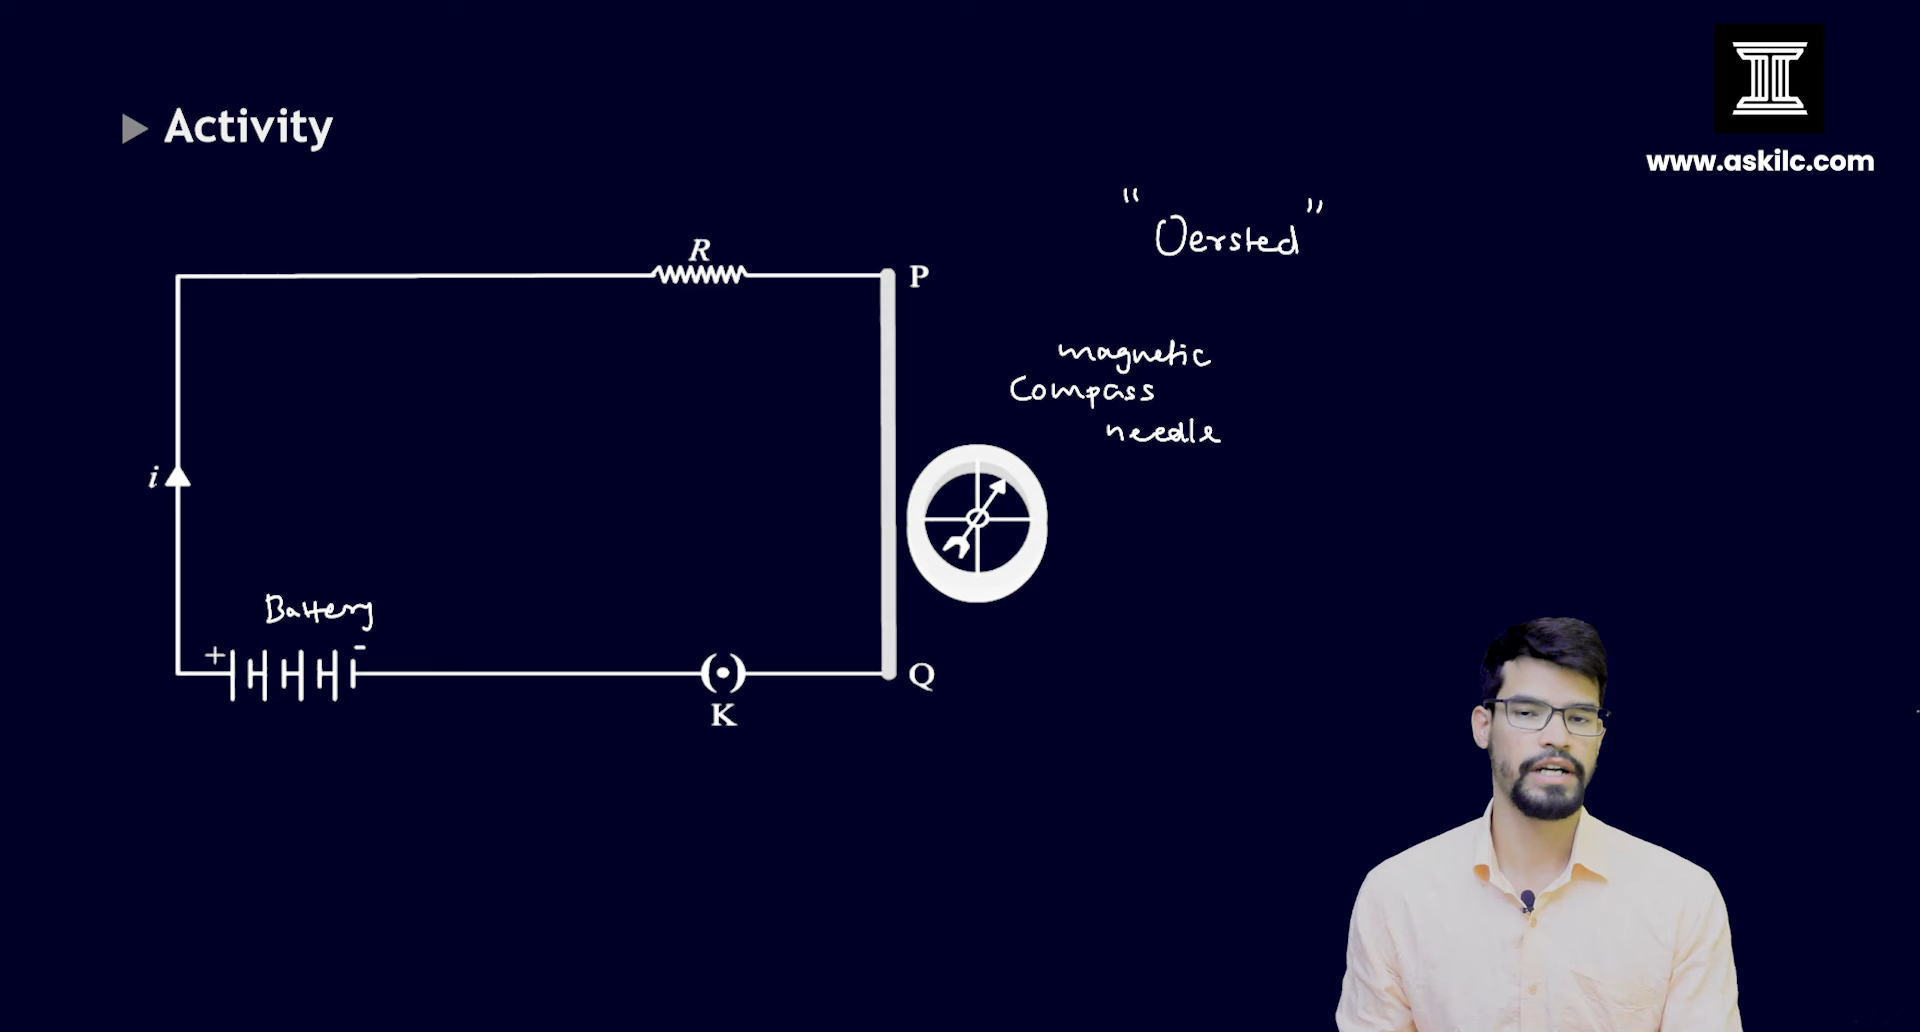 Activity
www.askilc.com
"Oersted"
R
P
magnetic
Compass
needle
i
Battery
+ -
K
Q